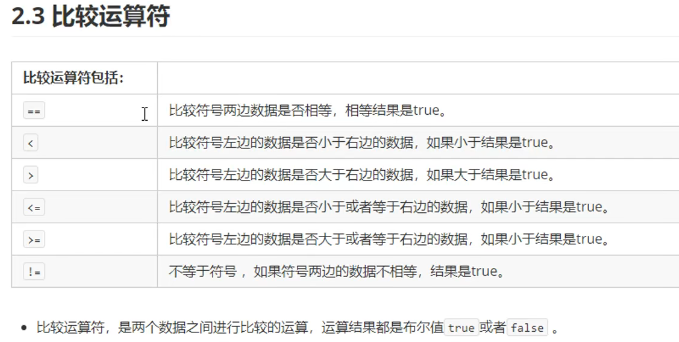 2.3 比较运算符
比较运算符包括：
== 比较符号两边数据是否相等，相等结果是true。
< 比较符号左边的数据是否小于右边的数据，如果小于结果是true。
> 比较符号左边的数据是否大于右边的数据，如果大于结果是true。
<= 比较符号左边的数据是否小于或者等于右边的数据，如果小于结果是true。
>= 比较符号左边的数据是否大于或者等于右边的数据，如果小于结果是true。
!= 不等于符号 ，如果符号两边的数据不相等，结果是true。
• 比较运算符，是两个数据之间进行比较的运算，运算结果都是布尔值 true 或者 false 。